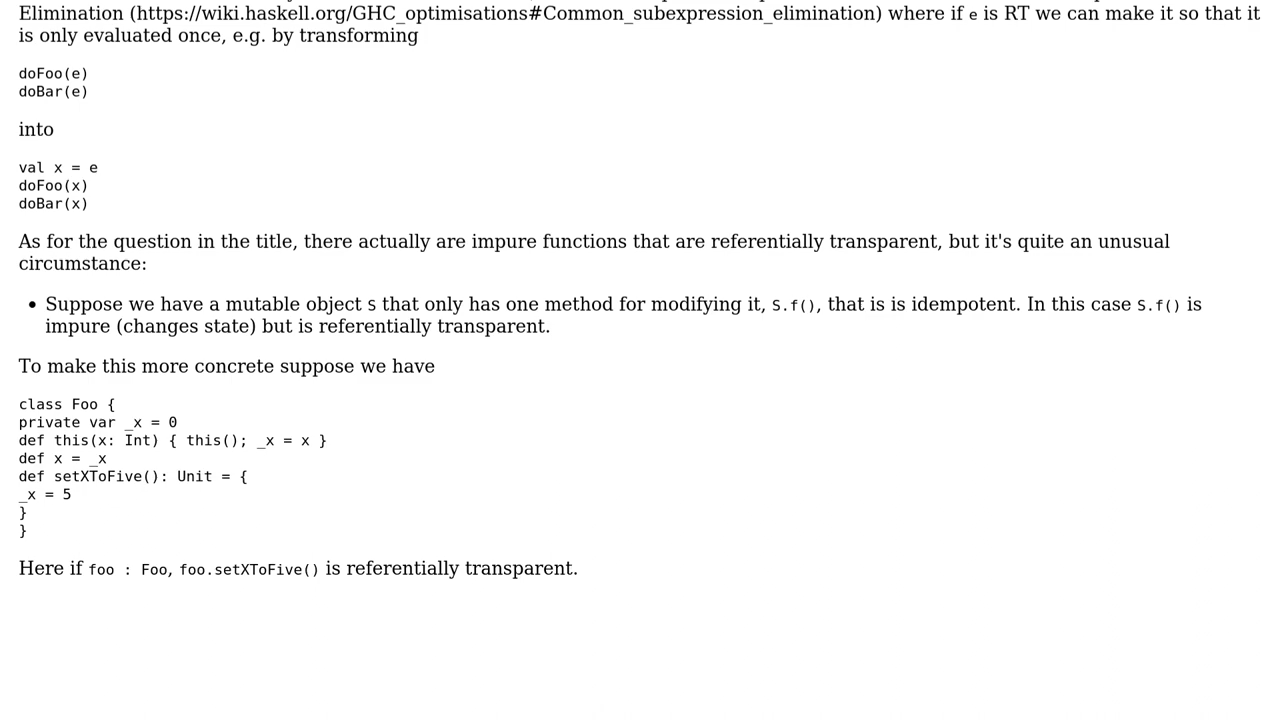 Elimination (https://wiki.haskell.org/GHC_optimisations#Common_subexpression_elimination) where if e is RT we can make it so that it
is only evaluated once, e.g. by transforming
doFoo(e)
doBar(e)
into
val x = e
doFoo(x)
doBar(x)
As for the question in the title, there actually are impure functions that are referentially transparent, but it's quite an unusual
circumstance:
• Suppose we have a mutable object S that only has one method for modifying it, S.f(), that is is idempotent. In this case S.f() is
impure (changes state) but is referentially transparent.
To make this more concrete suppose we have
class Foo {
private var _x = 0
def this(x: Int) { this(); _x = x }
def x = _x
def setXToFive(): Unit = {
_x = 5
}
}
Here if foo : Foo, foo.setXToFive() is referentially transparent.